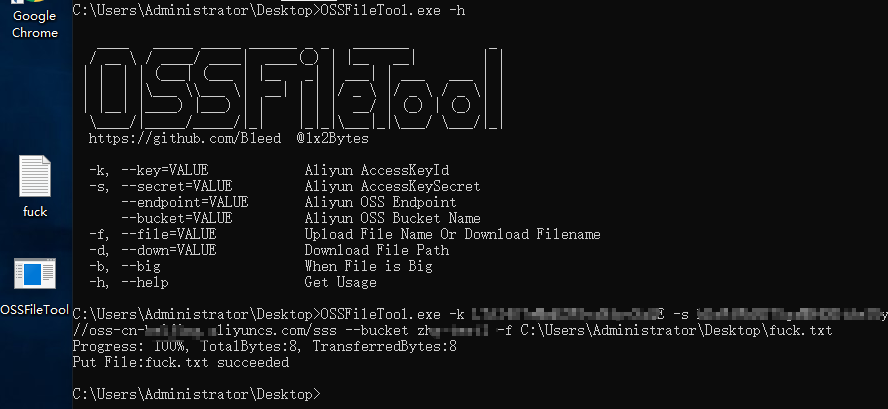 Google
Chrome
fuck
OSSFileTool
C:\Users\Administrator\Desktop>OSSFileTool.exe -h
OSSFileTool
https://github.com/Bleed  @1x2Bytes
-k, --key=VALUE            Aliyun AccessKeyId
-s, --secret=VALUE         Aliyun AccessKeySecret
--endpoint=VALUE       Aliyun OSS Endpoint
--bucket=VALUE         Aliyun OSS Bucket Name
-f, --file=VALUE           Upload File Name Or Download Filename
-d, --down=VALUE           Download File Path
-b, --big                  When File is Big
-h, --help                 Get Usage
C:\Users\Administrator\Desktop>OSSFileTool.exe -k -s
//oss-cn- aliyuncs.com/sss --bucket -f C:\Users\Administrator\Desktop\fuck.txt
Progress: 100%, TotalBytes:8, TransferredBytes:8
Put File:fuck.txt succeeded
C:\Users\Administrator\Desktop>